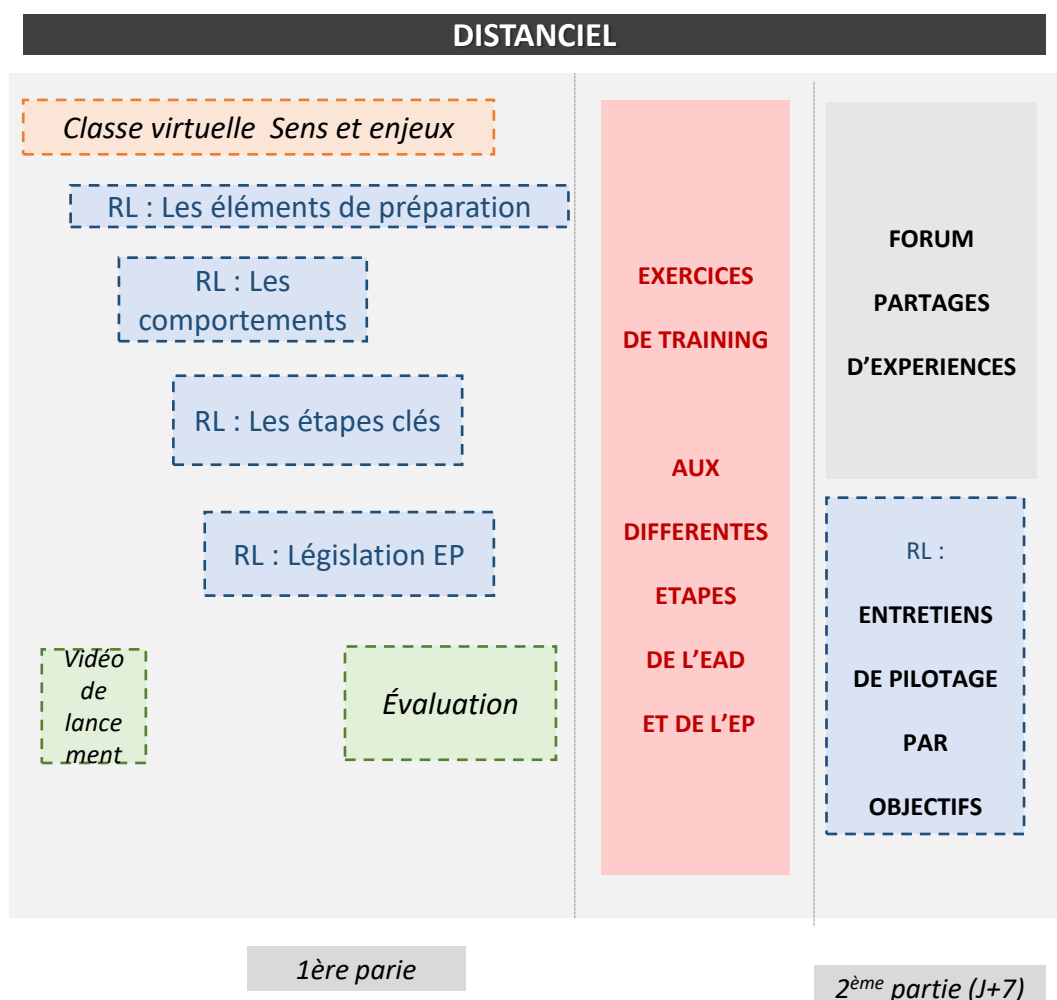 DISTANCIEL
Classe virtuelle Sens et enjeux
RL : Les éléments de préparation
RL : Les
comportements
RL : Les étapes clés
RL : Législation EP
Vidéo
de
lance
ment
Évaluation
EXERCICES
DE TRAINING
AUX
DIFFERENTES
ETAPES
DE L'EAD
ET DE L'EP
FORUM
PARTAGES
D'EXPERIENCES
RL :
ENTRETIENS
DE PILOTAGE
PAR
OBJECTIFS
1ère parie
2ème partie (J+7)